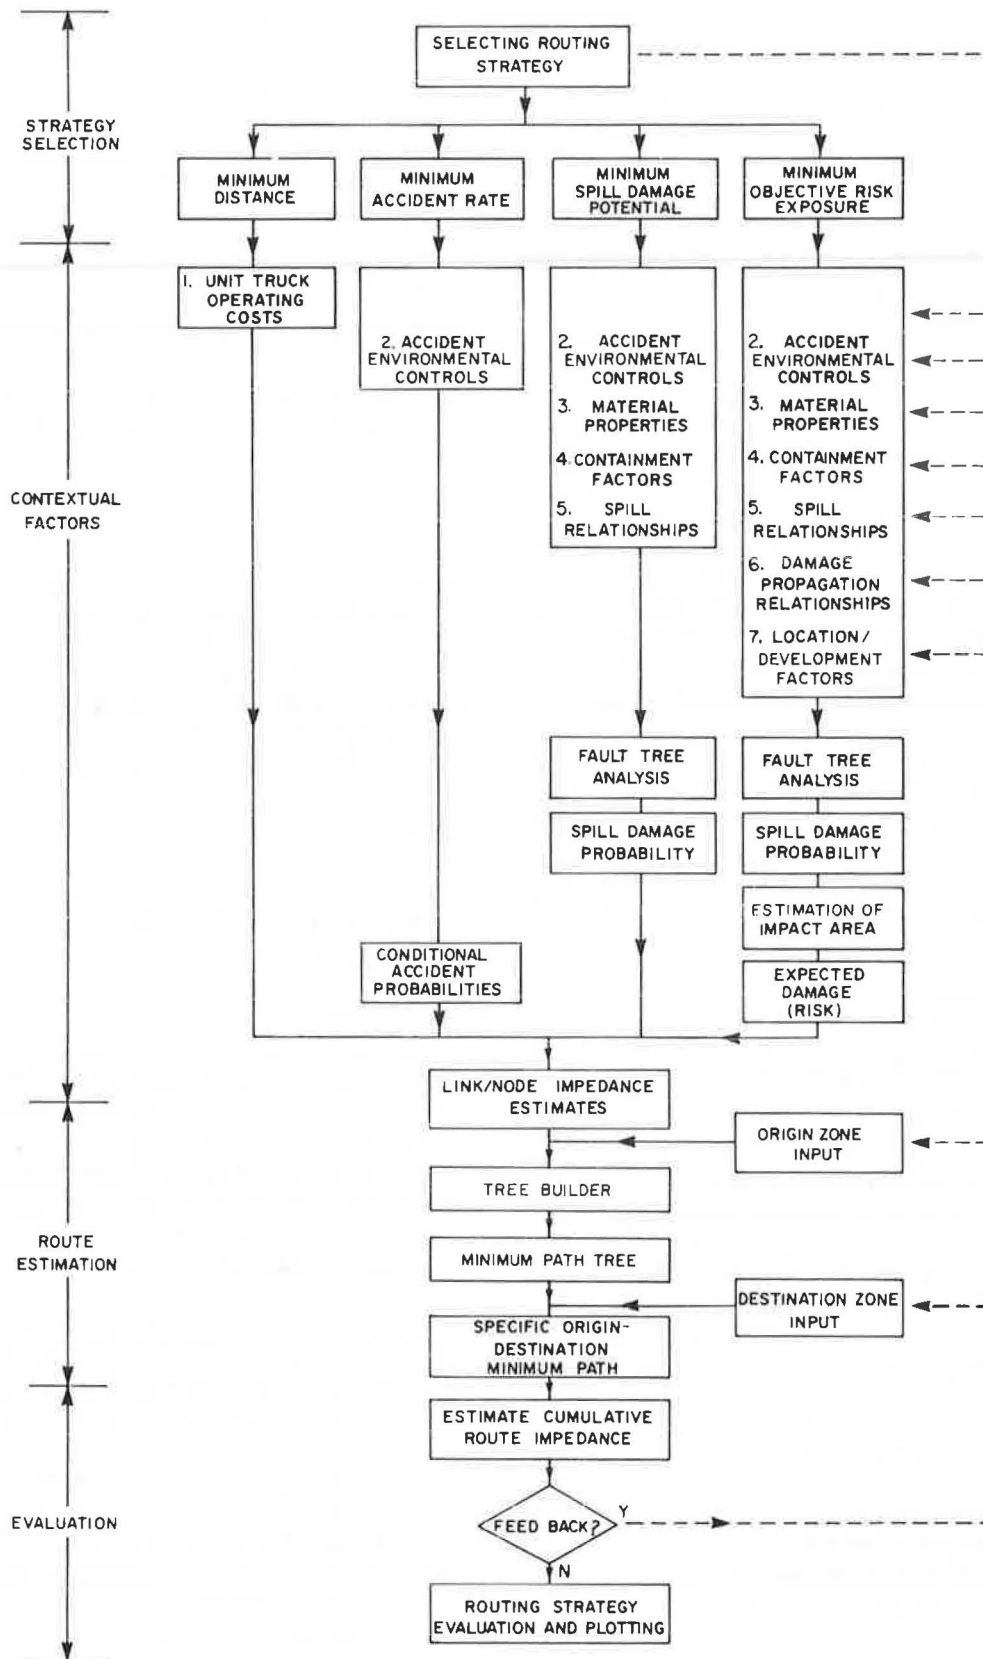 SELECTING ROUTING
STRATEGY
STRATEGY
SELECTION
MINIMUM
DISTANCE
MINIMUM
ACCIDENT RATE
MINIMUM
SPILL DAMAGE
POTENTIAL
MINIMUM
OBJECTIVE RISK
EXPOSURE
CONTEXTUAL
FACTORS
1. UNIT TRUCK
OPERATING
COSTS
2. ACCIDENT
ENVIRONMENTAL
CONTROLS
2. ACCIDENT
ENVIRONMENTAL
CONTROLS
3. MATERIAL
PROPERTIES
4. CONTAINMENT
FACTORS
5. SPILL
RELATIONSHIPS
2. ACCIDENT
ENVIRONMENTAL
CONTROLS
3. MATERIAL
PROPERTIES
4. CONTAINMENT
FACTORS
5. SPILL
RELATIONSHIPS
6. DAMAGE
PROPAGATION
RELATIONSHIPS
7. LOCATION/
DEVELOPMENT
FACTORS
FAULT TREE
ANALYSIS
SPILL DAMAGE
PROBABILITY
FAULT TREE
ANALYSIS
SPILL DAMAGE
PROBABILITY
ESTIMATION OF
IMPACT AREA
EXPECTED
DAMAGE
(RISK)
CONDITIONAL
ACCIDENT
PROBABILITIES
LINK/NODE IMPEDANCE
ESTIMATES
ORIGIN ZONE
INPUT
TREE BUILDER
ROUTE
ESTIMATION
MINIMUM PATH TREE
DESTINATION ZONE
INPUT
SPECIFIC ORIGIN-
DESTINATION
MINIMUM PATH
ESTIMATE CUMULATIVE
ROUTE IMPEDANCE
EVALUATION
FEED BACK?
Y
N
ROUTING STRATEGY
EVALUATION AND PLOTTING